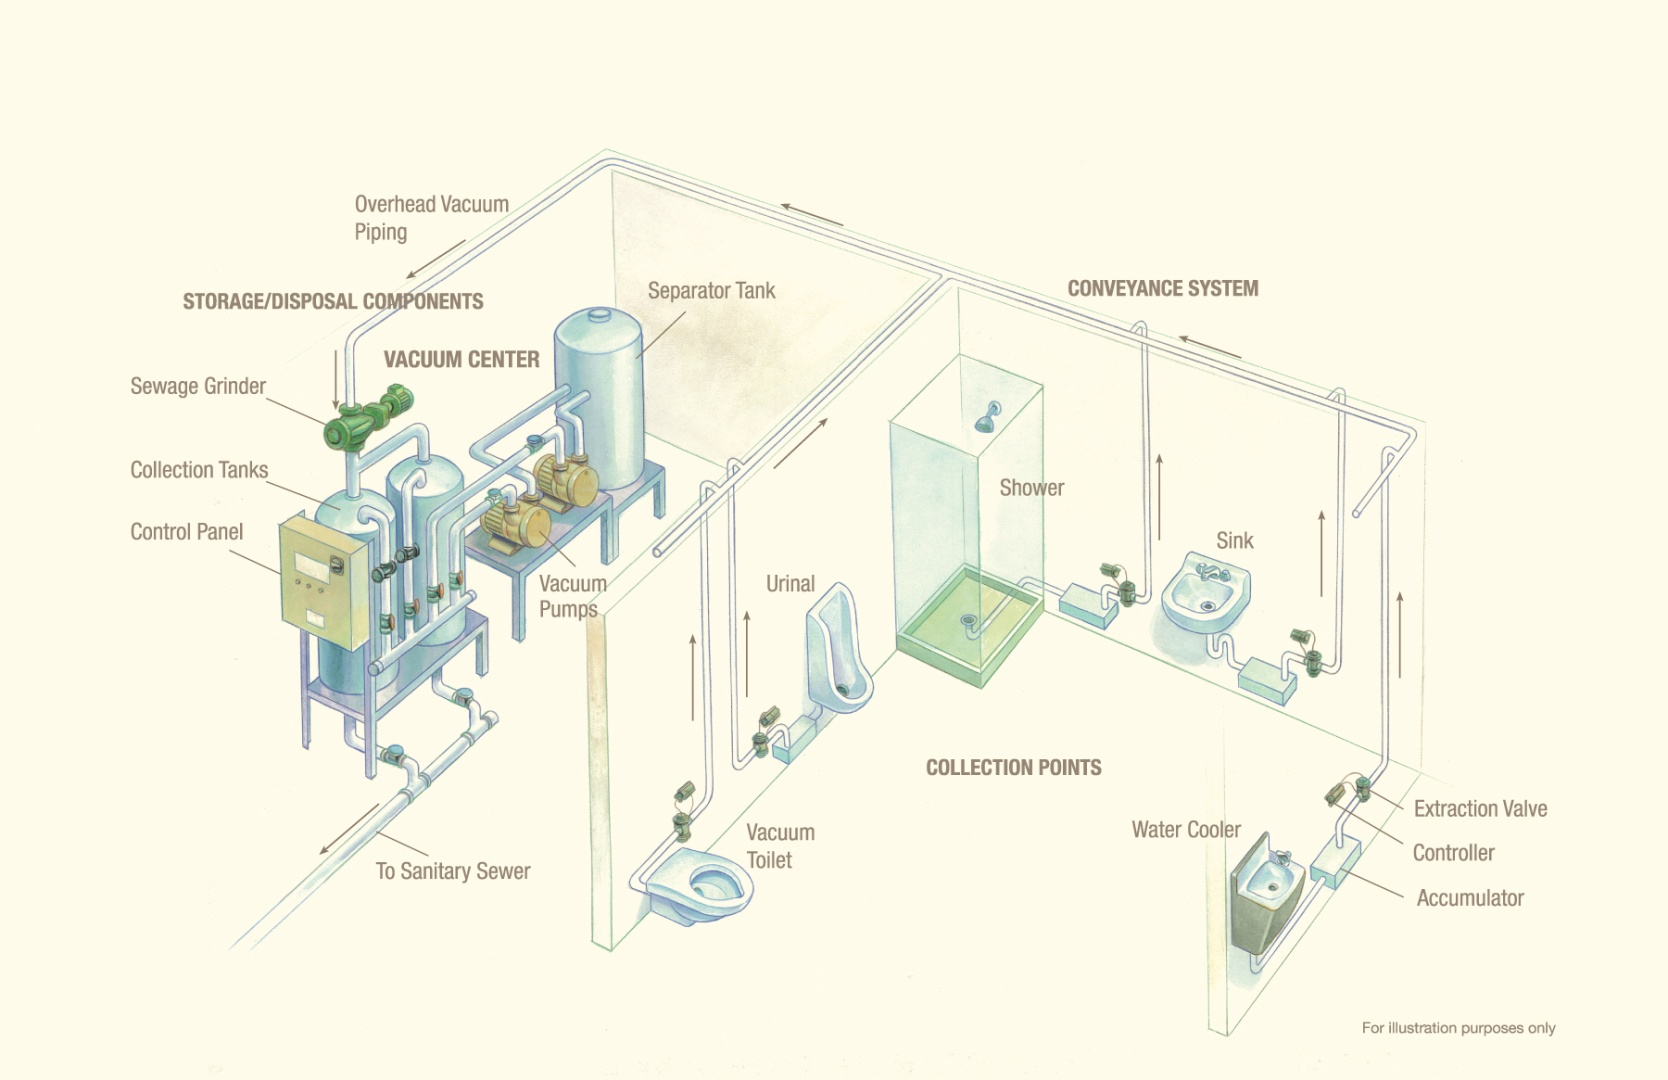 Overhead Vacuum
Piping
STORAGE/DISPOSAL COMPONENTS
Separator Tank
CONVEYANCE SYSTEM
VACUUM CENTER
Sewage Grinder
Collection Tanks
Control Panel
Shower
Sink
Vacuum
Pumps
Urinal
COLLECTION POINTS
Extraction Valve
Water Cooler
Vacuum
Toilet
Controller
To Sanitary Sewer
Accumulator
For illustration purposes only